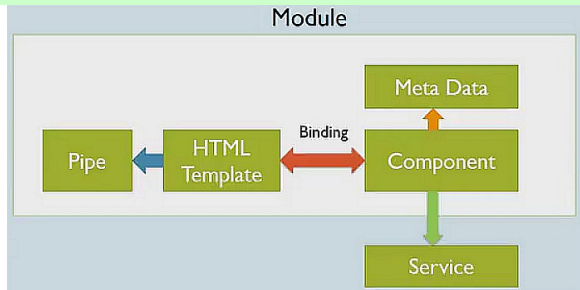 Module
Meta Data
Binding
Pipe
HTML
Template
Component
Service